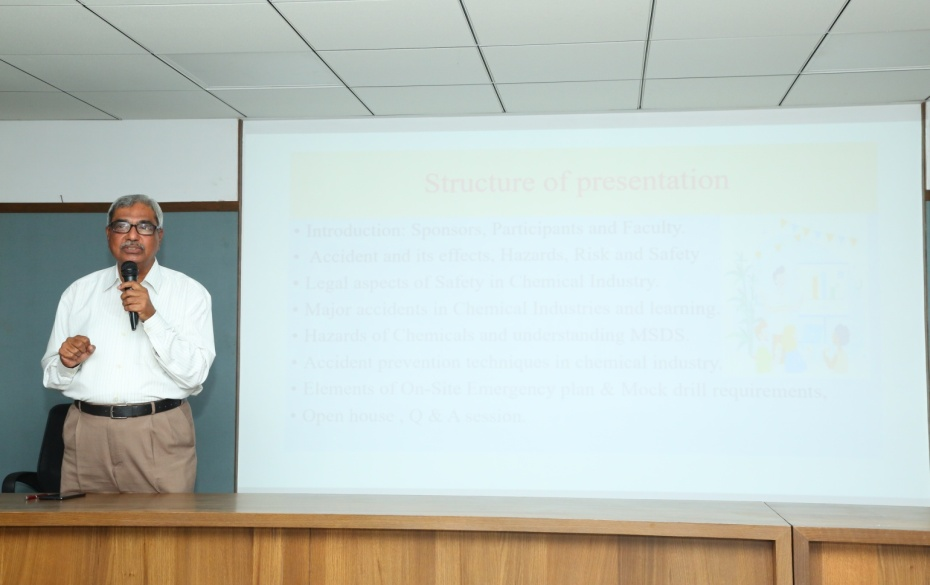 Structure of presentation
• Introduction: Sponsors, Participants and Faculty.
• Accident and its effects, Hazards, Risk and Safety
• Legal aspects of Safety in Chemical Industry.
• Major accidents in Chemical Industries and learning.
• Hazards of Chemicals and understanding MSDS
• Accident prevention techniques in chemical industry.
• Elements of On-Site Emergency plan & Mock drill requirements,
• Open house , Q & A session.